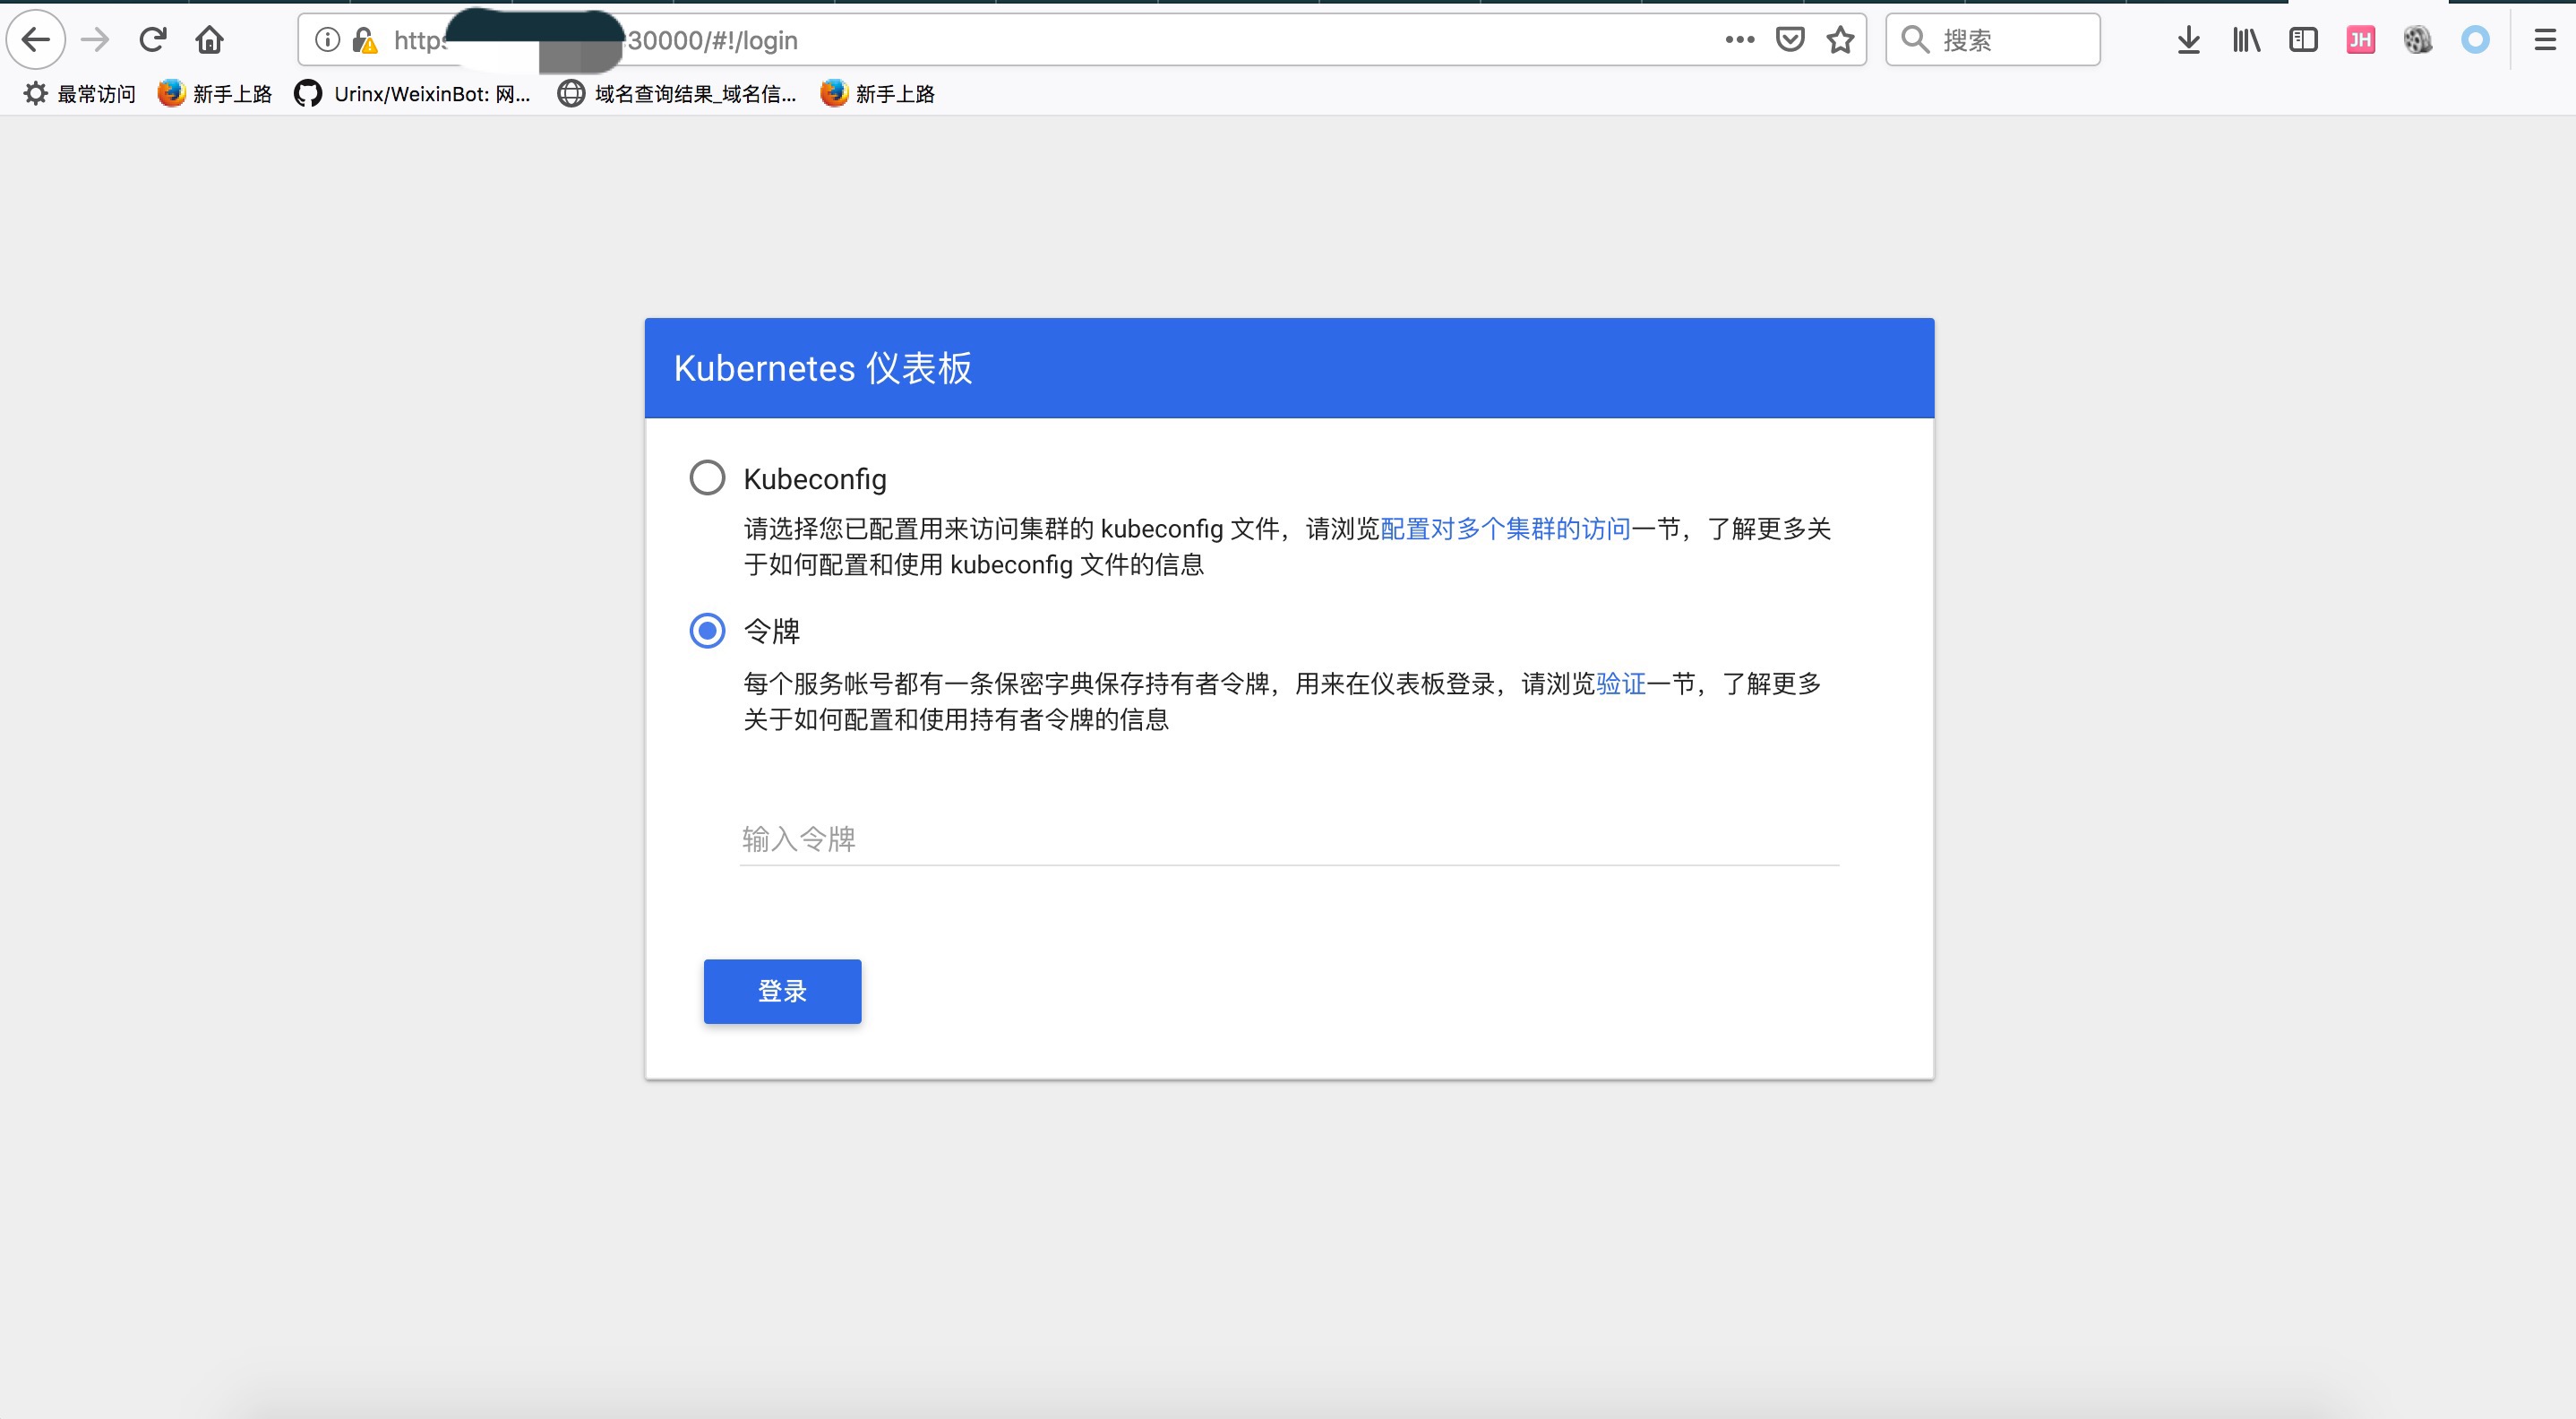 https 30000/#!/login
搜索
JH
最常访问 新手上路 Urinx/WeixinBot: 网... 域名查询结果_域名信... 新手上路
Kubernetes 仪表板
Kubeconfig
请选择您已配置用来访问集群的 kubeconfig 文件，请浏览配置对多个集群的访问一节，了解更多关
于如何配置和使用 kubeconfig 文件的信息
令牌
每个服务帐号都有一条保密字典保存持有者令牌，用来在仪表板登录，请浏览验证一节，了解更多
关于如何配置和使用持有者令牌的信息
输入令牌
登录